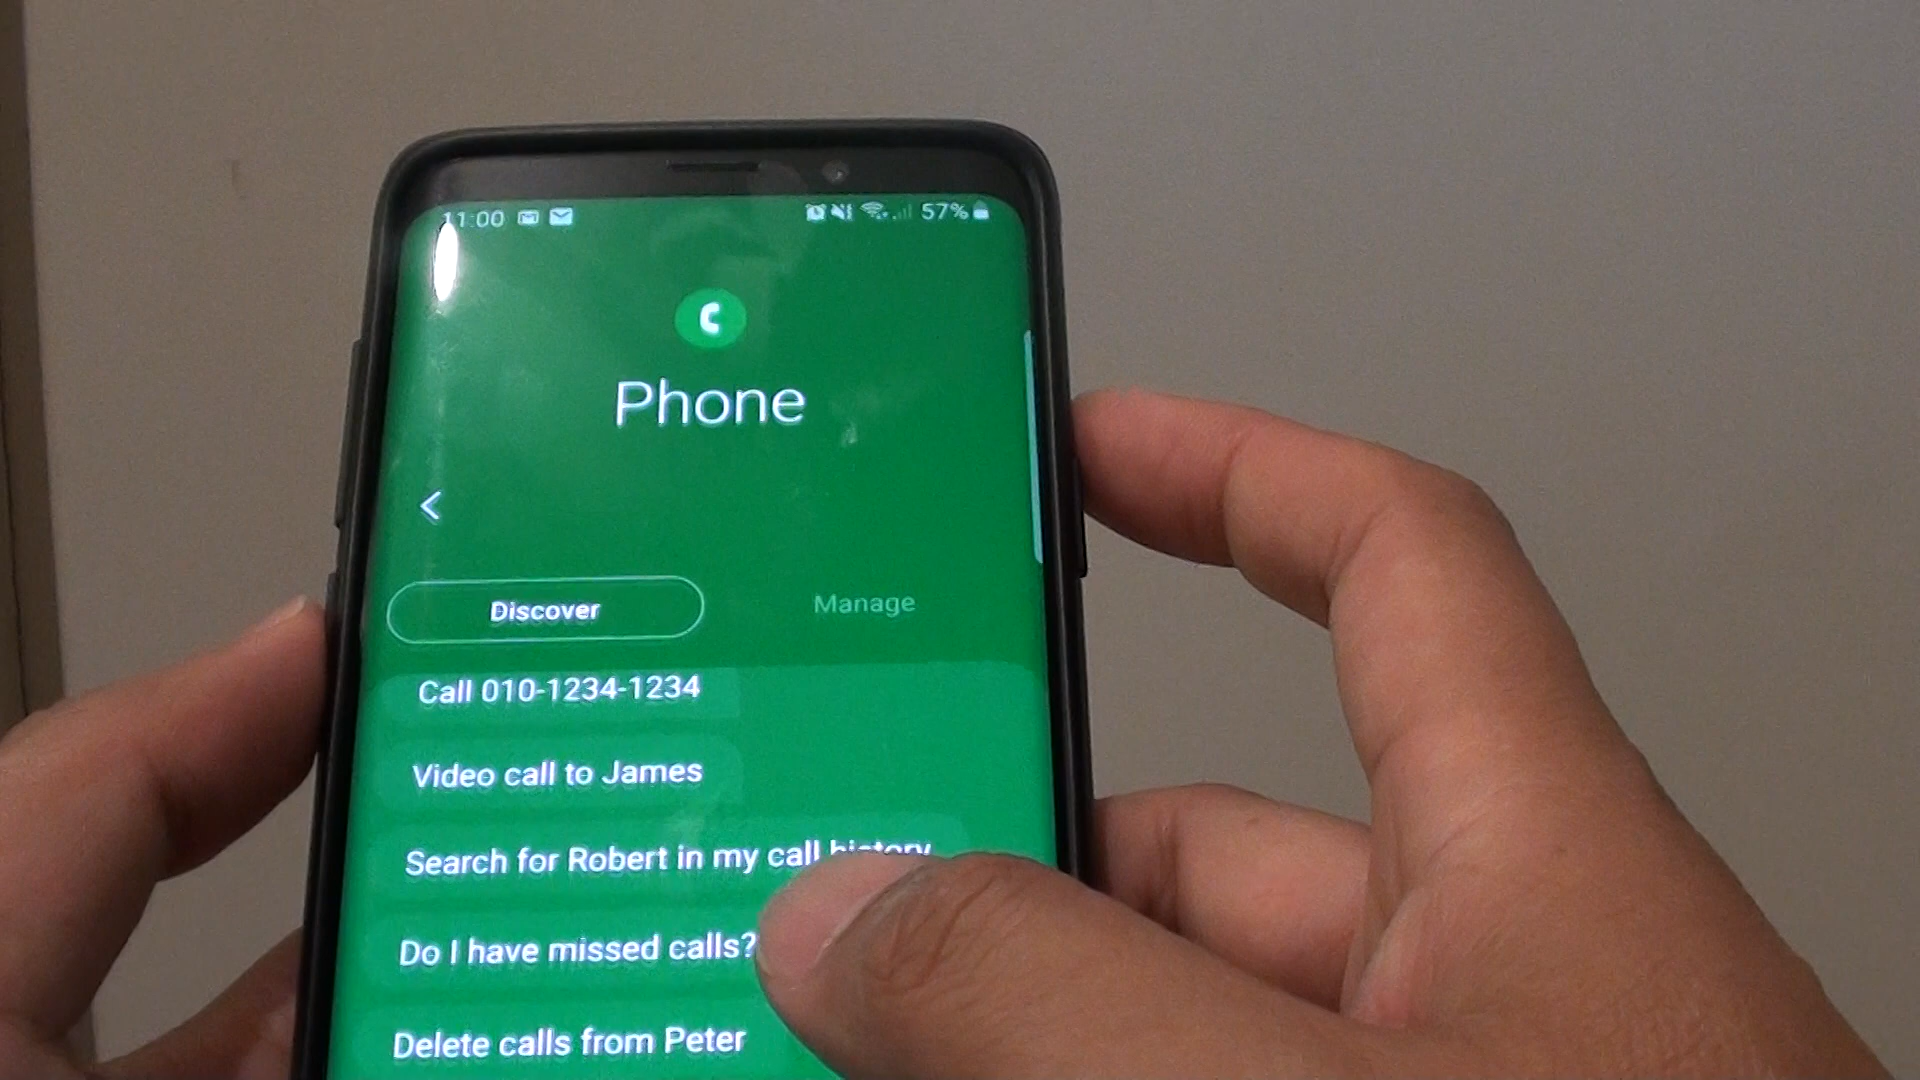 11:00 57%
Phone
Discover Manage
Call 010-1234-1234
Video call to James
Search for Robert in my call history
Do I have missed calls?
Delete calls from Peter